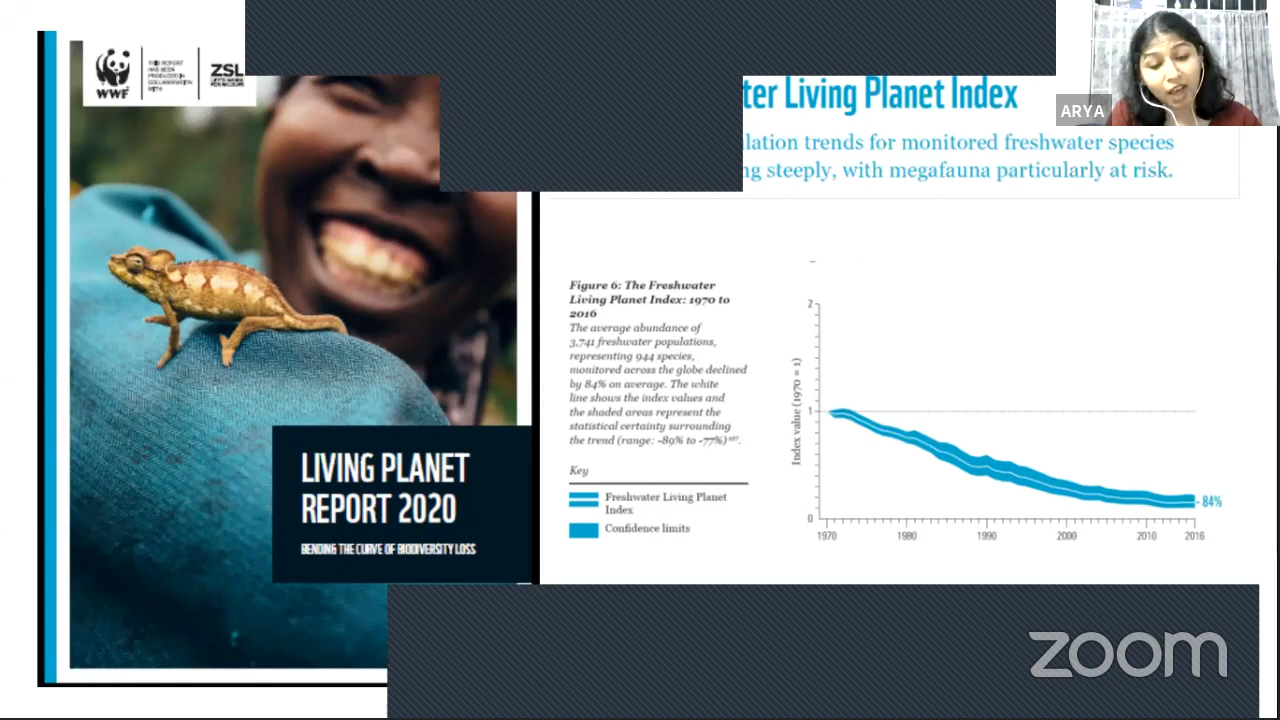 WWF
THIS REPORT
HAS BEEN
PRODUCED IN
COLLABORATION
WITH:
ZSL
LET'S WORK
FOR WILDLIFE
LIVING PLANET
REPORT 2020
BENDING THE CURVE OF BIODIVERSITY LOSS
ter Living Planet Index
lation trends for monitored freshwater species
ng steeply, with megafauna particularly at risk.
ARYA
Figure 6: The Freshwater
Living Planet Index: 1970 to
2016
The average abundance of
3,741 freshwater populations,
representing 944 species,
monitored across the globe declined
by 84% on average. The white
line shows the index values and
the shaded areas represent the
statistical certainty surrounding
the trend (range: -89% to -77%)¹⁰⁷.
Key
Freshwater Living Planet
Index
Confidence limits
Index value (1970 = 1)
2
1
0
- 84%
1970 1980 1990 2000 2010 2016
zoom